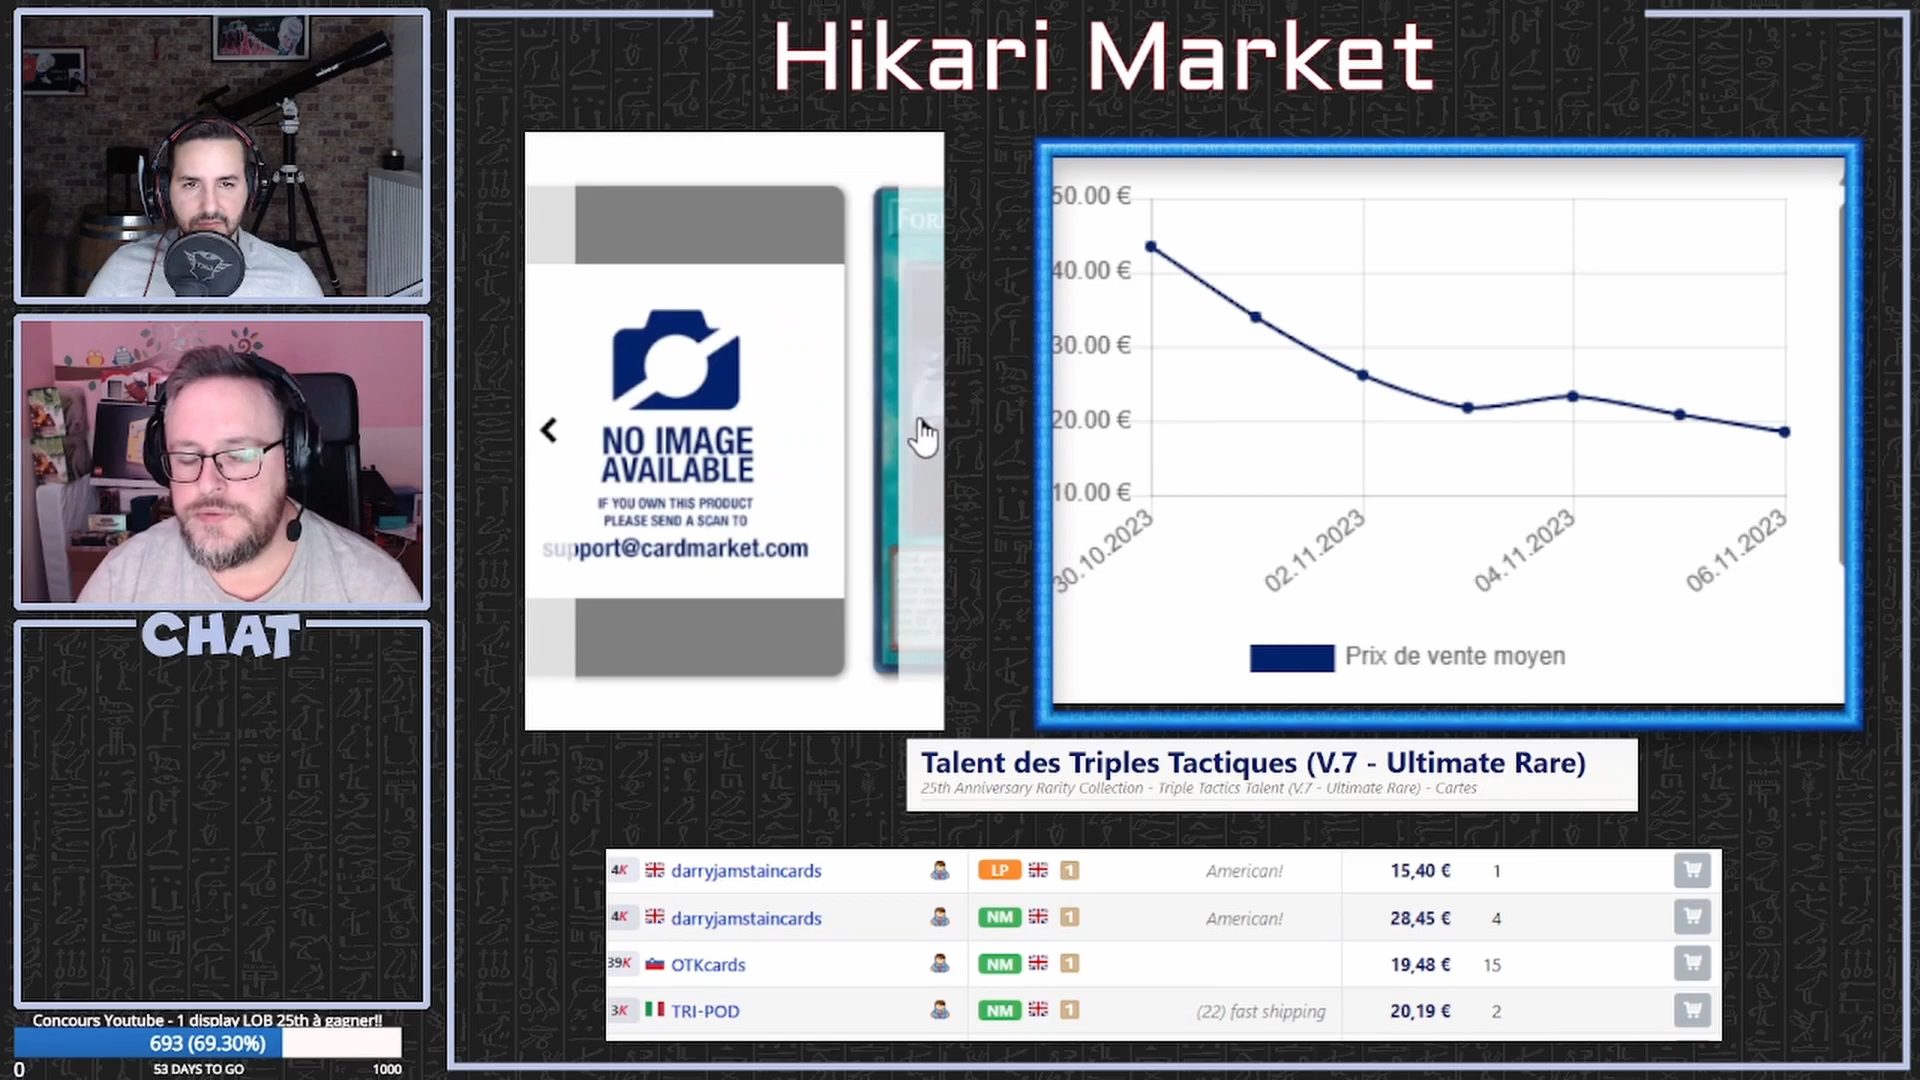 Hikari Market
NO IMAGE
AVAILABLE
IF YOU OWN THIS PRODUCT
PLEASE SEND A SCAN TO
support@cardmarket.com
50.00 €
40.00 €
30.00 €
20.00 €
10.00 €
30.10.2023
02.11.2023
04.11.2023
06.11.2023
Prix de vente moyen
Talent des Triples Tactiques (V.7 - Ultimate Rare)
25th Anniversary Rarity Collection - Triple Tactics Talent (V.7 - Ultimate Rare) - Cartes
4K darryjamstaincards LP 1 American! 15,40 € 1
4K darryjamstaincards NM 1 American! 28,45 € 4
39K OTKcards NM 1 19,48 € 15
3K TRI-POD NM 1 (22) fast shipping 20,19 € 2
CHAT
Concours Youtube - 1 display LOB 25th à gagner!!
693 (69.30%)
0 53 DAYS TO GO 1000